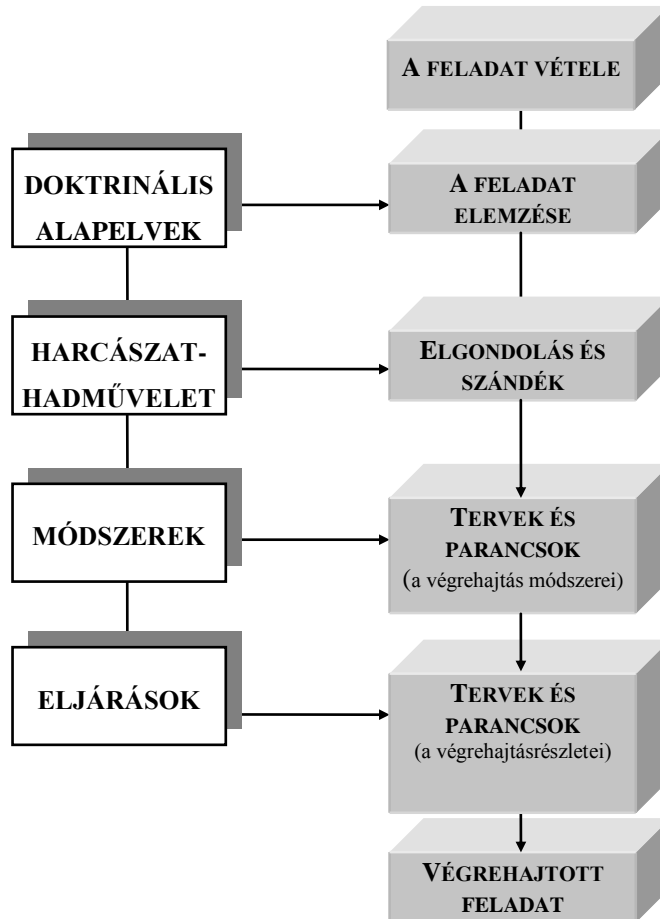 A FELADAT VÉTELE
DOKTRINÁLIS
ALAPELVEK
A FELADAT
ELEMZÉSE
HARCÁSZAT-
HADMŰVELET
ELGONDOLÁS ÉS
SZÁNDÉK
MÓDSZEREK
TERVEK ÉS
PARANCSOK
(a végrehajtás módszerei)
ELJÁRÁSOK
TERVEK ÉS
PARANCSOK
(a végrehajtásrészletei)
VÉGREHAJTOTT
FELADAT